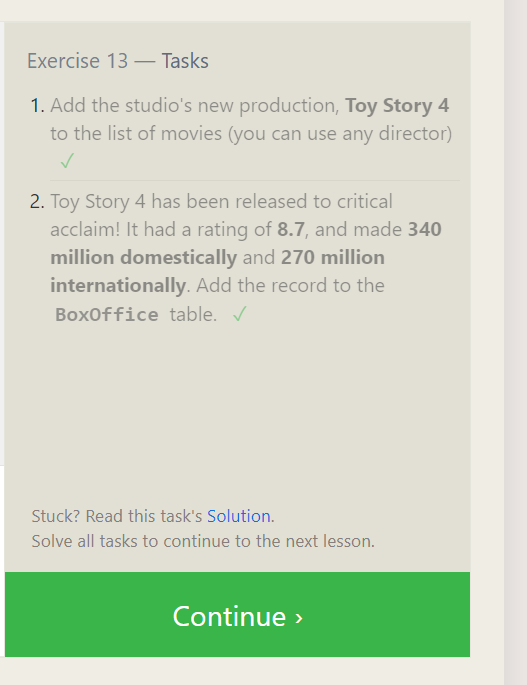 Exercise 13 — Tasks
1. Add the studio's new production, Toy Story 4
to the list of movies (you can use any director)
✓
2. Toy Story 4 has been released to critical
acclaim! It had a rating of 8.7, and made 340
million domestically and 270 million
internationally. Add the record to the
BoxOffice table. ✓
Stuck? Read this task's Solution.
Solve all tasks to continue to the next lesson.
Continue ›